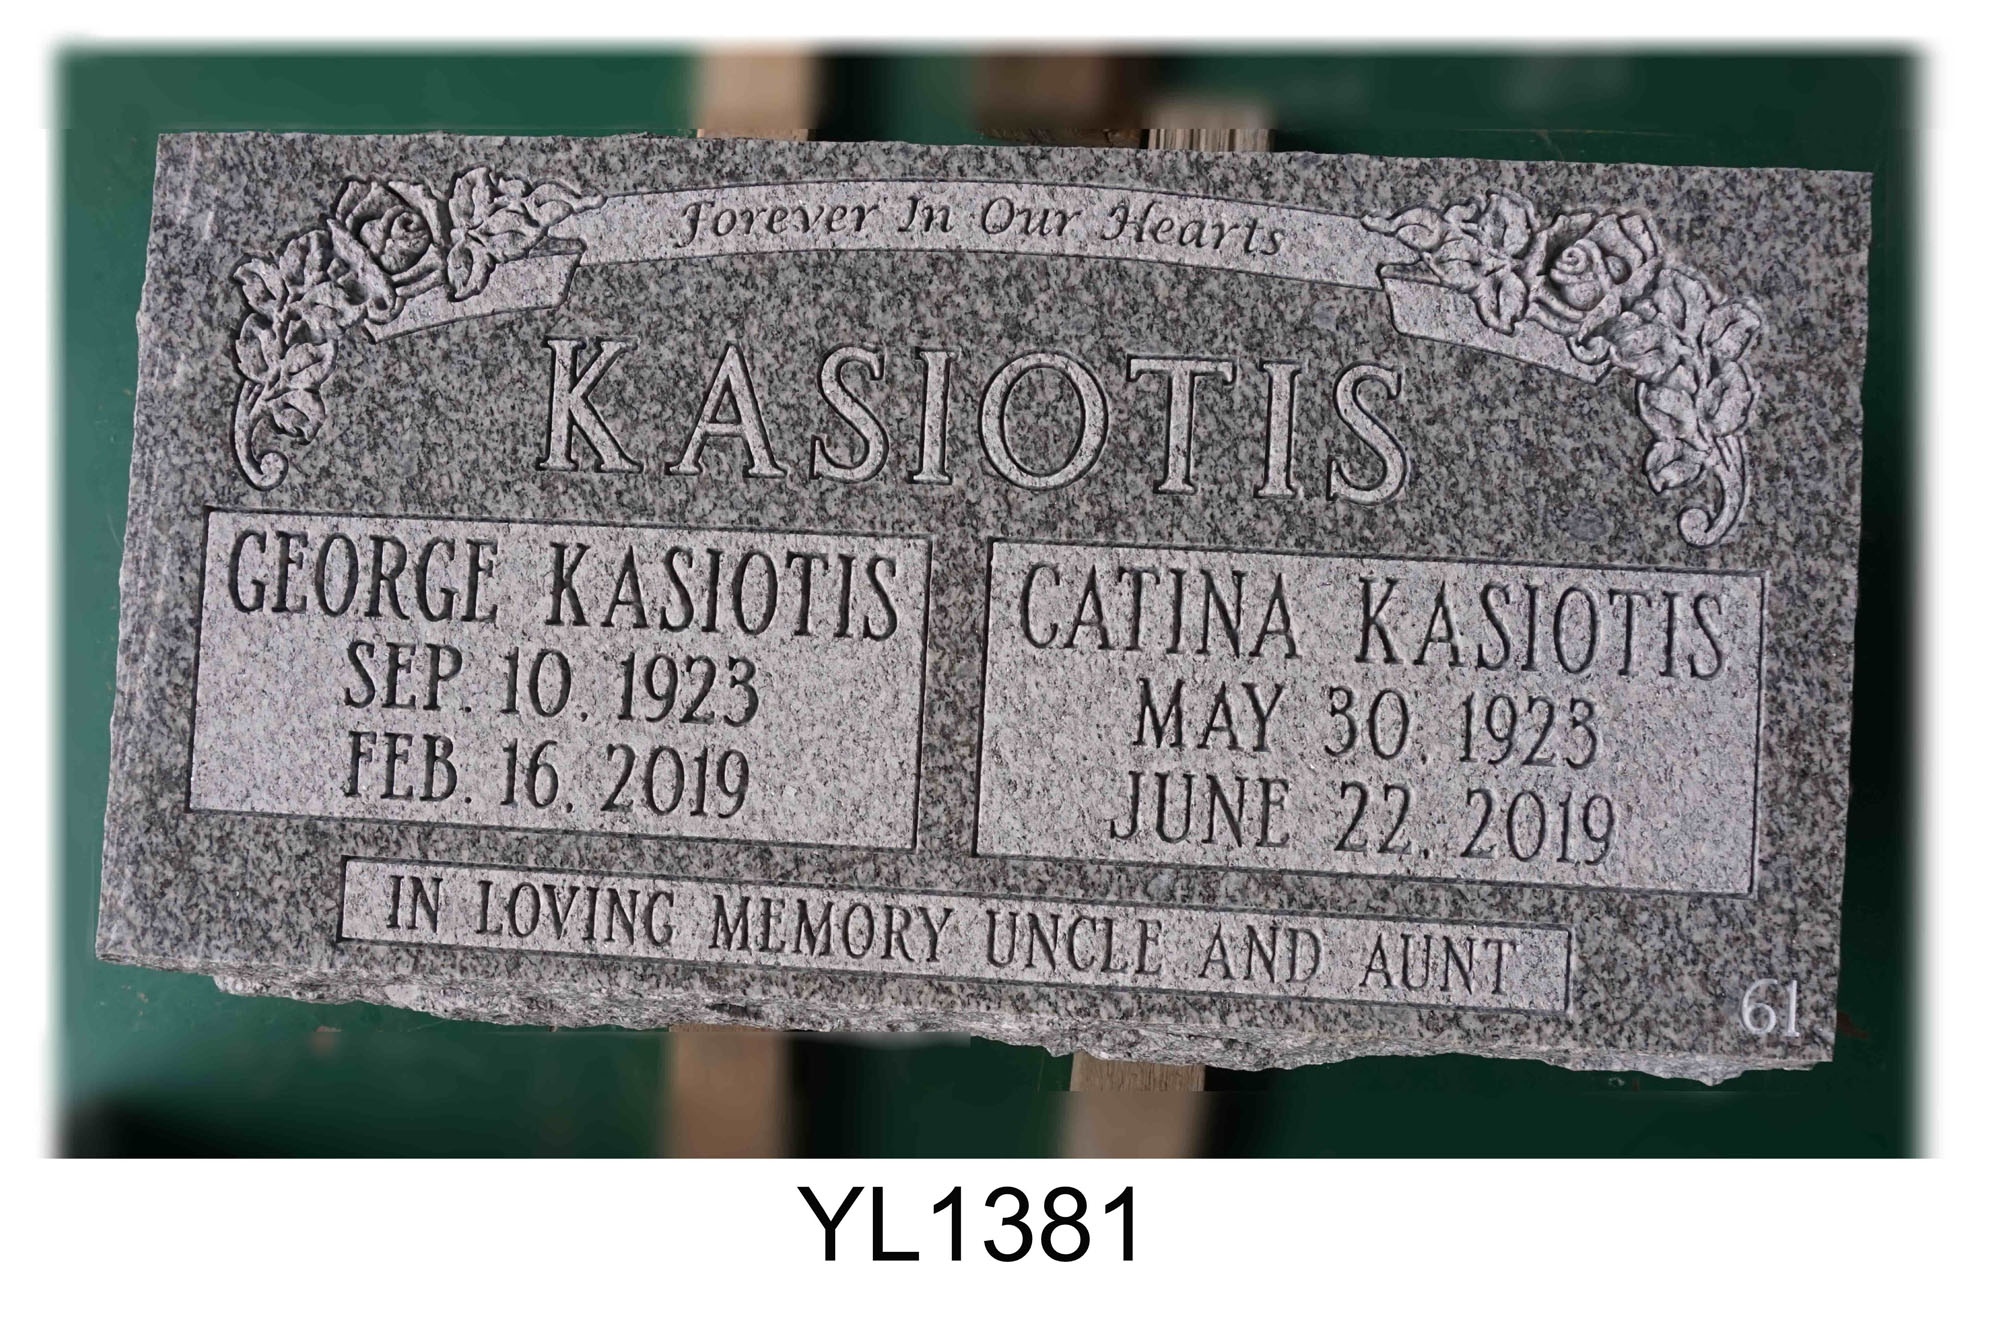 Forever In Our Hearts
KASIOTIS
GEORGE KASIOTIS
SEP. 10, 1923
FEB. 16, 2019
CATINA KASIOTIS
MAY 30, 1923
JUNE 22, 2019
IN LOVING MEMORY UNCLE AND AUNT
61
YL1381